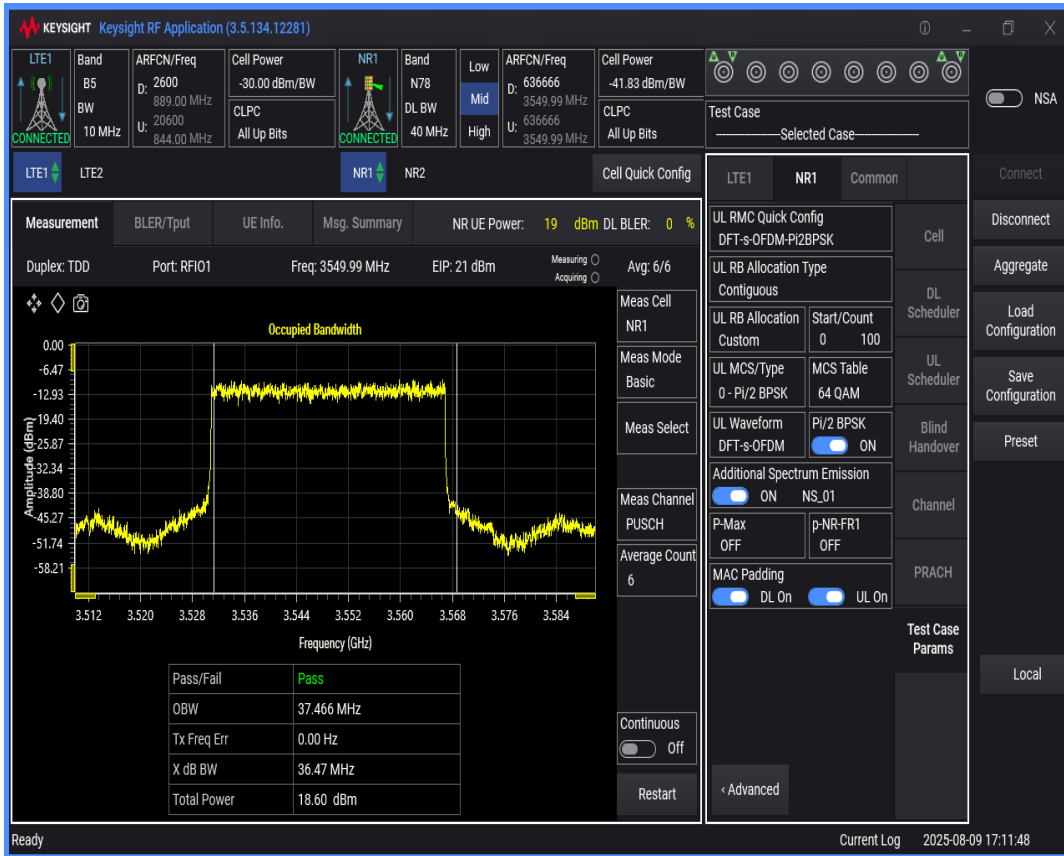 KEYSIGHT Keysight RF Application (3.5.134.12281)
LTE1 Band ARFCN/Freq Cell Power NR1 Band Low ARFCN/Freq Cell Power
B5 D: 2600 -30.00 dBm/BW N78 D: 636666 -41.83 dBm/BW
889.00 MHz 3549.99 MHz
BW CLPC DL BW Mid CLPC
U: 20600 U: 636666
CONNECTED 10 MHz 844.00 MHz All Up Bits CONNECTED 40 MHz High 3549.99 MHz All Up Bits
A B A B
Test Case
Selected Case
NSA
LTE1 LTE2 NR1 NR2 Cell Quick Config
LTE1 NR1 Common
Connect
Disconnect
Aggregate
Load
Configuration
Save
Configuration
Preset
Local
Measurement BLER/Tput UE Info. Msg. Summary NR UE Power: 19 dBm DL BLER: 0 %
Duplex: TDD Port: RFIO1 Freq: 3549.99 MHz EIP: 21 dBm Measuring Avg: 6/6
Acquiring
Occupied Bandwidth
Amplitude (dBm)
0.00
-6.47
-12.93
-19.40
-25.87
-32.34
-38.80
-45.27
-51.74
-58.21
3.512 3.520 3.528 3.536 3.544 3.552 3.560 3.568 3.576 3.584
Frequency (GHz)
Pass/Fail Pass
OBW 37.466 MHz
Tx Freq Err 0.00 Hz
X dB BW 36.47 MHz
Total Power 18.60 dBm
Meas Cell
NR1
Meas Mode
Basic
Meas Select
Meas Channel
PUSCH
Average Count
6
Continuous
Off
Restart
UL RMC Quick Config
DFT-s-OFDM-Pi2BPSK
UL RB Allocation Type
Contiguous
UL RB Allocation Start/Count
Custom 0 100
UL MCS/Type MCS Table
0 - Pi/2 BPSK 64 QAM
UL Waveform Pi/2 BPSK
DFT-s-OFDM ON
Additional Spectrum Emission
ON NS_01
P-Max p-NR-FR1
OFF OFF
MAC Padding
DL On UL On
‹ Advanced
Cell
DL
Scheduler
UL
Scheduler
Blind
Handover
Channel
PRACH
Test Case
Params
Ready Current Log 2025-08-09 17:11:48